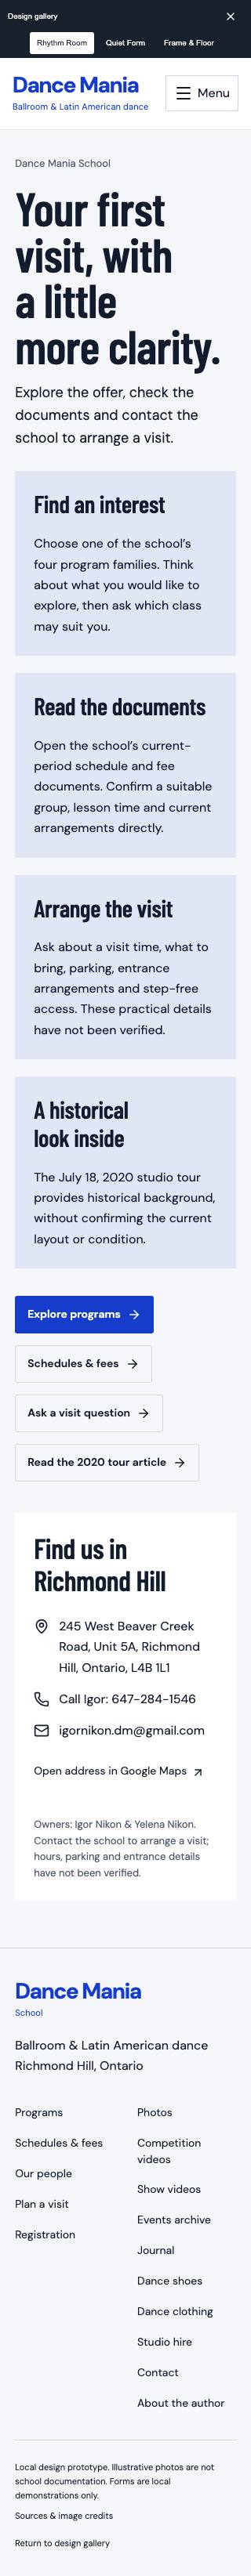 Design gallery
Rhythm Room Quiet Form Frame & Floor
Dance Mania
Ballroom & Latin American dance
Menu
Dance Mania School
Your first
visit, with
a little
more clarity.
Explore the offer, check the
documents and contact the
school to arrange a visit.
Find an interest
Choose one of the school's
four program families. Think
about what you would like to
explore, then ask which class
may suit you.
Read the documents
Open the school's current-
period schedule and fee
documents. Confirm a suitable
group, lesson time and current
arrangements directly.
Arrange the visit
Ask about a visit time, what to
bring, parking, entrance
arrangements and step-free
access. These practical details
have not been verified.
A historical
look inside
The July 18, 2020 studio tour
provides historical background,
without confirming the current
layout or condition.
Explore programs
Schedules & fees
Ask a visit question
Read the 2020 tour article
Find us in
Richmond Hill
245 West Beaver Creek
Road, Unit 5A, Richmond
Hill, Ontario, L4B 1L1
Call Igor: 647-284-1546
igornikon.dm@gmail.com
Open address in Google Maps
Owners: Igor Nikon & Yelena Nikon.
Contact the school to arrange a visit;
hours, parking and entrance details
have not been verified.
Dance Mania
School
Ballroom & Latin American dance
Richmond Hill, Ontario
Programs
Schedules & fees
Our people
Plan a visit
Registration
Photos
Competition
videos
Show videos
Events archive
Journal
Dance shoes
Dance clothing
Studio hire
Contact
About the author
Local design prototype. Illustrative photos are not
school documentation. Forms are local
demonstrations only.
Sources & image credits
Return to design gallery